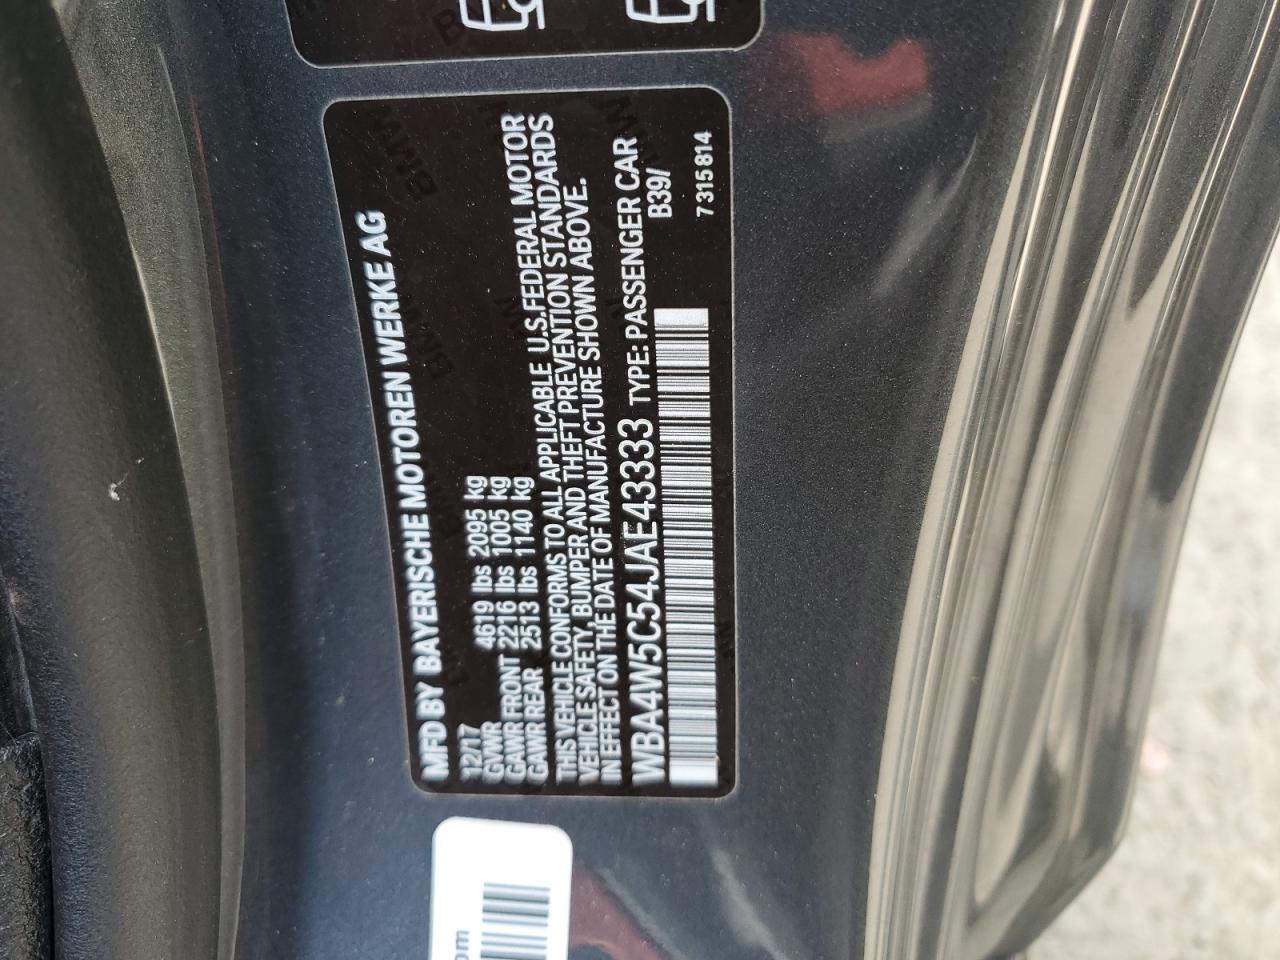 MFD BY BAYERISCHE MOTOREN WERKE AG
12/17
GVWR 4619 lbs 2095 kg
GAWR FRONT 2216 lbs 1005 kg
GAWR REAR 2513 lbs 1140 kg
THIS VEHICLE CONFORMS TO ALL APPLICABLE U.S.FEDERAL MOTOR
VEHICLE SAFETY, BUMPER AND THEFT PREVENTION STANDARDS
IN EFFECT ON THE DATE OF MANUFACTURE SHOWN ABOVE.
WBA4W5C54JAE43333 TYPE: PASSENGER CAR
B39/
7 315 814
om